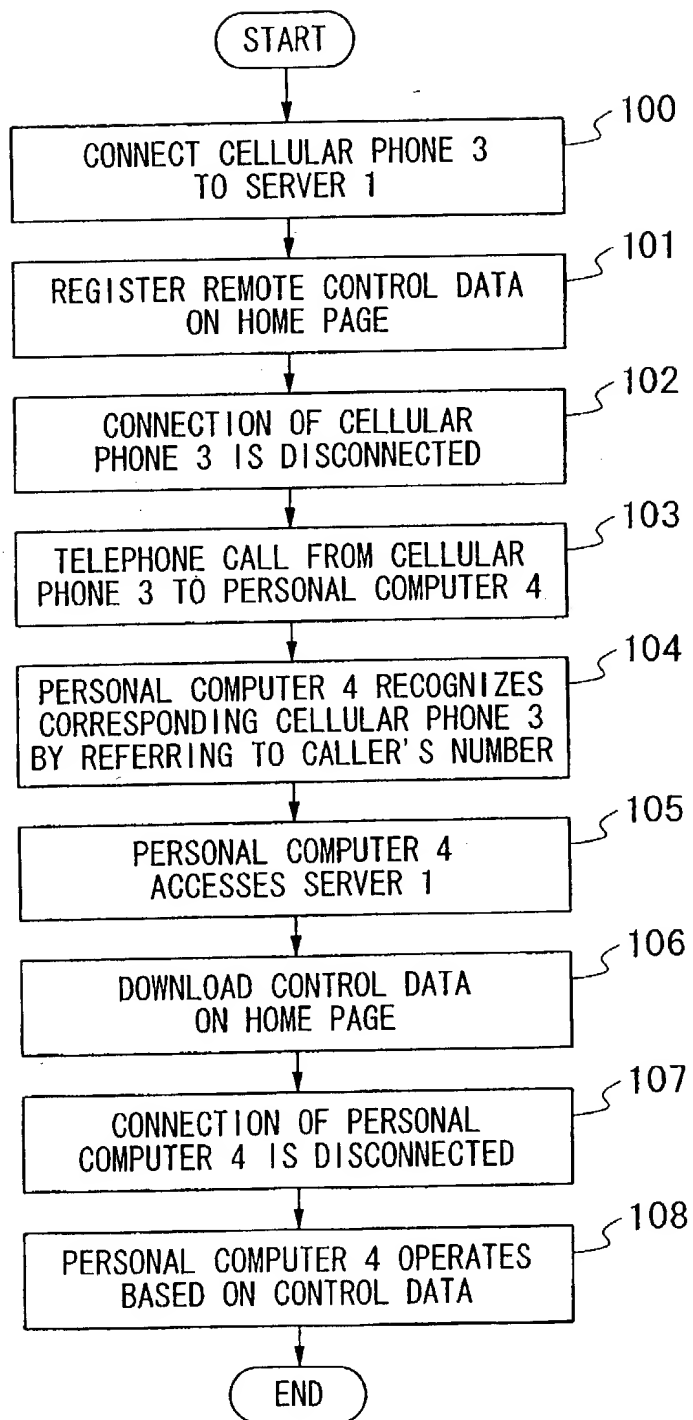 START
100
CONNECT CELLULAR PHONE 3
TO SERVER 1
101
REGISTER REMOTE CONTROL DATA
ON HOME PAGE
102
CONNECTION OF CELLULAR
PHONE 3 IS DISCONNECTED
103
TELEPHONE CALL FROM CELLULAR
PHONE 3 TO PERSONAL COMPUTER 4
104
PERSONAL COMPUTER 4 RECOGNIZES
CORRESPONDING CELLULAR PHONE 3
BY REFERRING TO CALLER'S NUMBER
105
PERSONAL COMPUTER 4
ACCESSES SERVER 1
106
DOWNLOAD CONTROL DATA
ON HOME PAGE
107
CONNECTION OF PERSONAL
COMPUTER 4 IS DISCONNECTED
108
PERSONAL COMPUTER 4 OPERATES
BASED ON CONTROL DATA
END